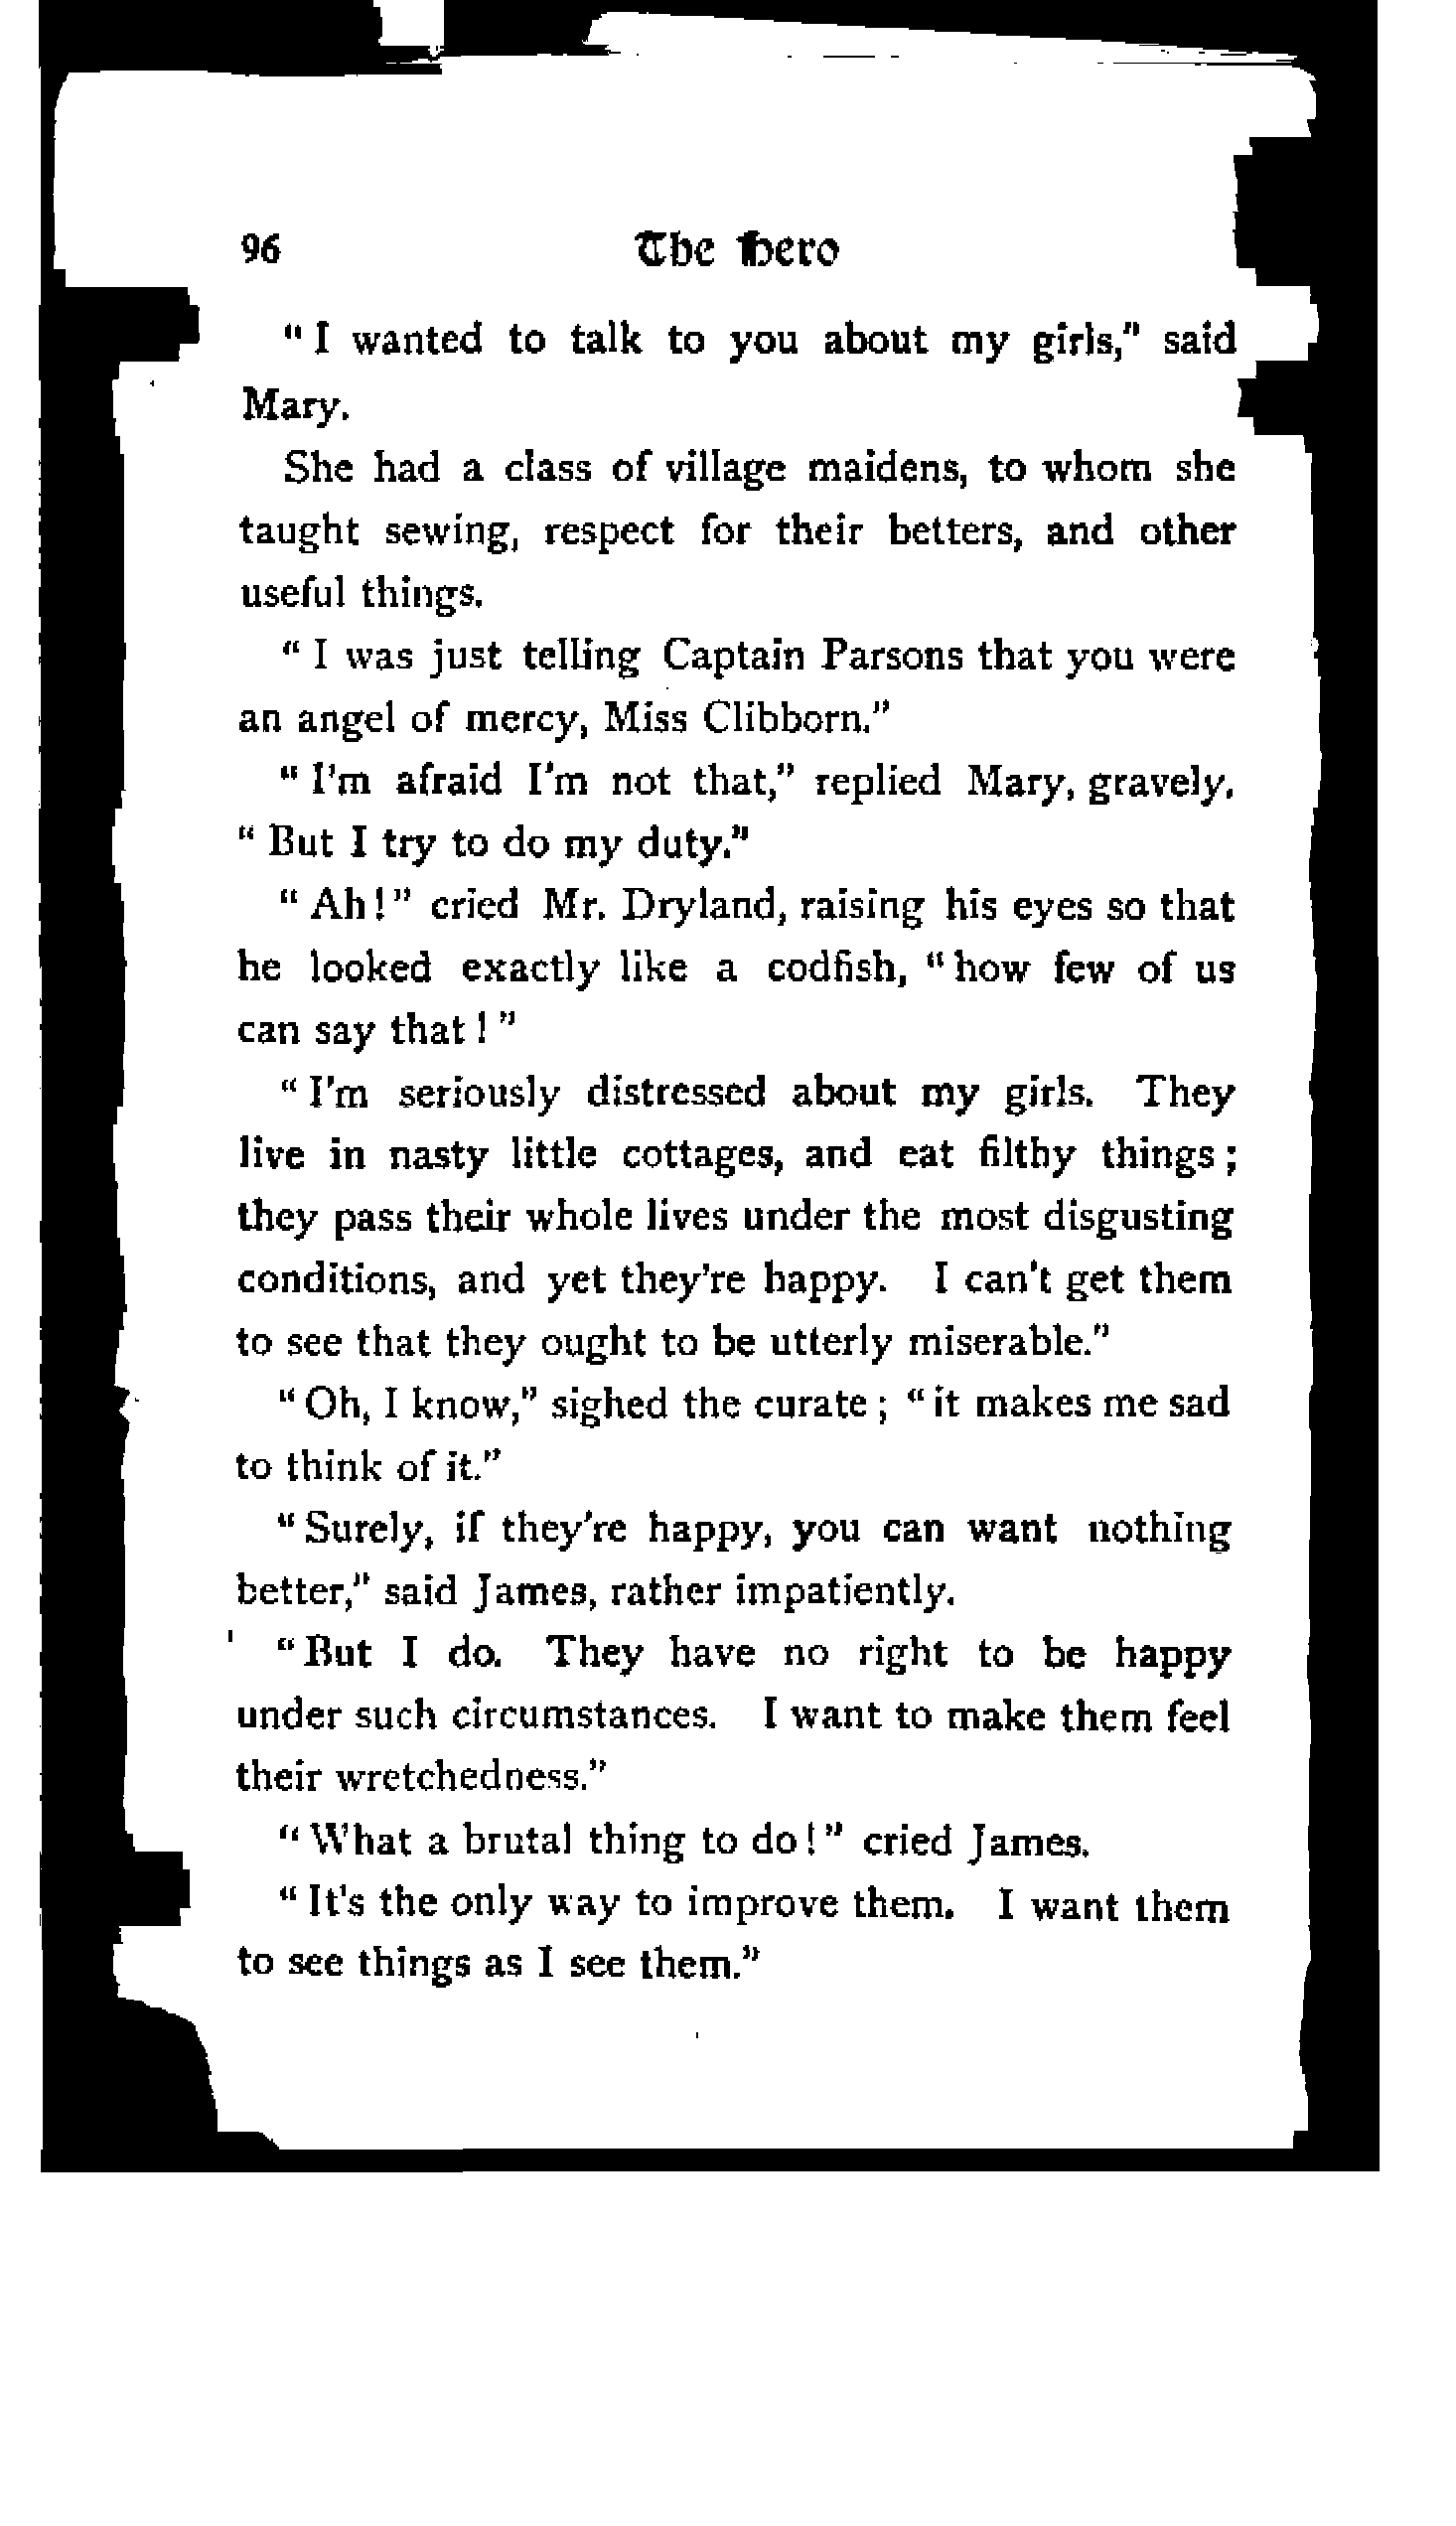 96 The Hero
“I wanted to talk to you about my girls,” said
Mary.
She had a class of village maidens, to whom she
taught sewing, respect for their betters, and other
useful things.
“I was just telling Captain Parsons that you were
an angel of mercy, Miss Clibborn.”
“I'm afraid I'm not that,” replied Mary, gravely.
“But I try to do my duty.”
“Ah!” cried Mr. Dryland, raising his eyes so that
he looked exactly like a codfish, “how few of us
can say that!”
“I'm seriously distressed about my girls. They
live in nasty little cottages, and eat filthy things;
they pass their whole lives under the most disgusting
conditions, and yet they're happy. I can't get them
to see that they ought to be utterly miserable.”
“Oh, I know,” sighed the curate; “it makes me sad
to think of it.”
“Surely, if they're happy, you can want nothing
better,” said James, rather impatiently.
“But I do. They have no right to be happy
under such circumstances. I want to make them feel
their wretchedness.”
“What a brutal thing to do!” cried James.
“It's the only way to improve them. I want them
to see things as I see them.”